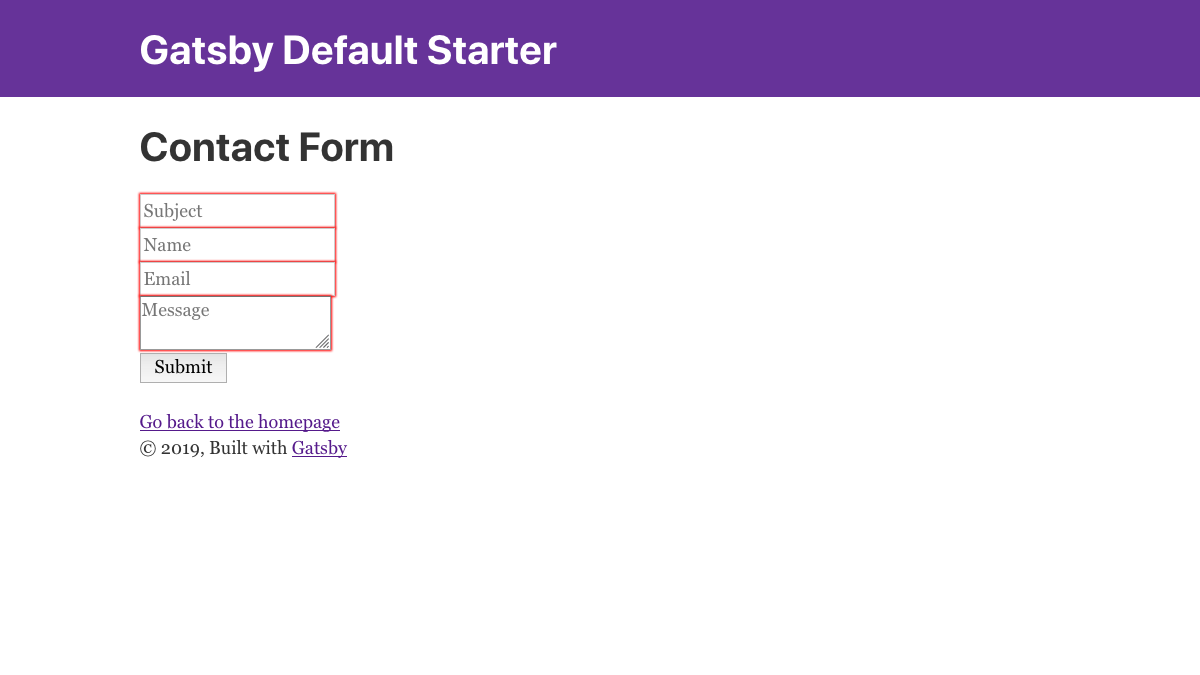 Gatsby Default Starter
Contact Form
Subject
Name
Email
Message
Submit
Go back to the homepage
© 2019, Built with Gatsby